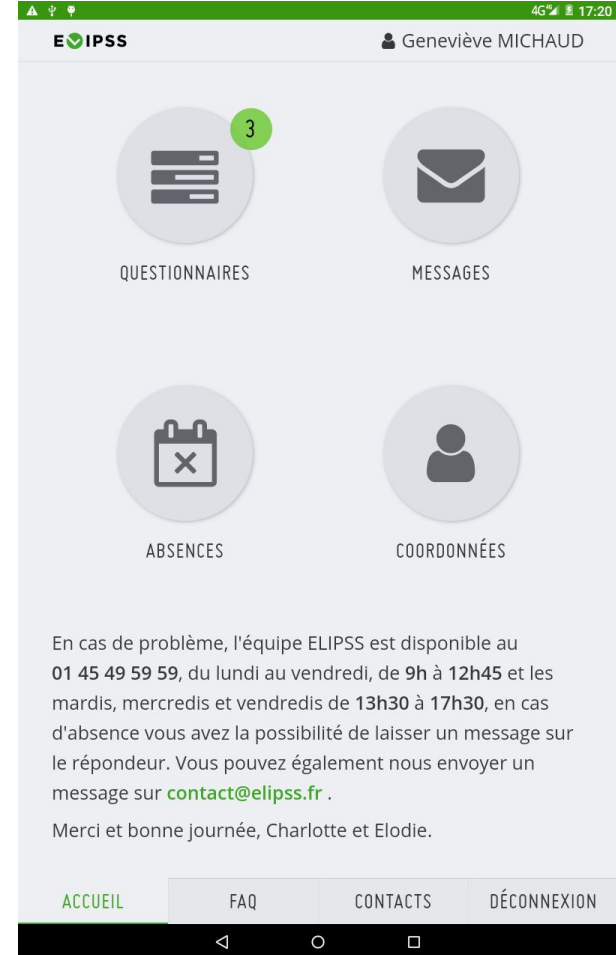 4G 17:20
E IPSS
Geneviève MICHAUD
3
QUESTIONNAIRES
MESSAGES
ABSENCES
COORDONNÉES
En cas de problème, l'équipe ELIPSS est disponible au
01 45 49 59 59, du lundi au vendredi, de 9h à 12h45 et les
mardis, mercredis et vendredis de 13h30 à 17h30, en cas
d'absence vous avez la possibilité de laisser un message sur
le répondeur. Vous pouvez également nous envoyer un
message sur contact@elipss.fr .
Merci et bonne journée, Charlotte et Elodie.
ACCUEIL
FAQ
CONTACTS
DÉCONNEXION